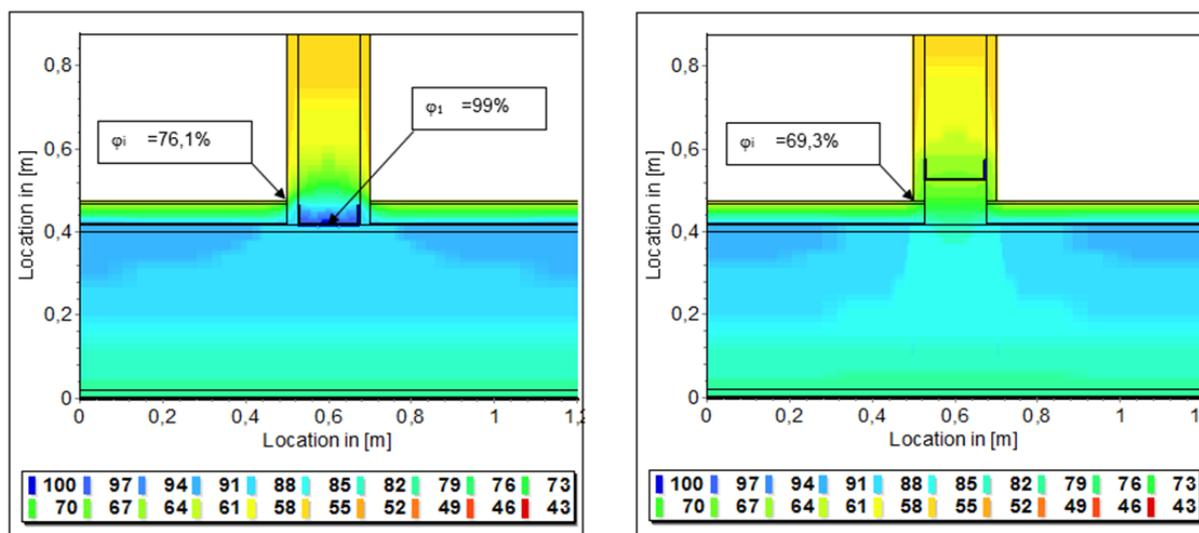 0,8
0,6
0,4
0,2
0
Location in [m]
φi =76,1%
φ1 =99%
0 0,2 0,4 0,6 0,8 1 1,2
Location in [m]
100 97 94 91 88 85 82 79 76 73
70 67 64 61 58 55 52 49 46 43
0,8
0,6
0,4
0,2
0
Location in [m]
φi =69,3%
0 0,2 0,4 0,6 0,8 1
Location in [m]
100 97 94 91 88 85 82 79 76 73
70 67 64 61 58 55 52 49 46 43